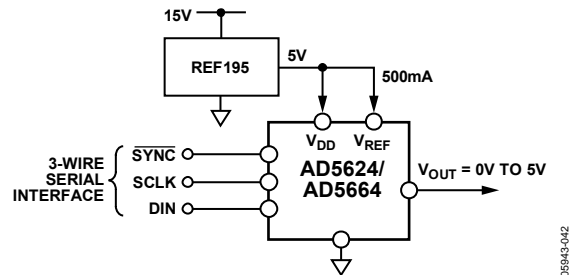 15V
REF195
5V
500mA
VDD
VREF
3-WIRE
SERIAL
INTERFACE
SYNC
SCLK
DIN
AD5624/
AD5664
VOUT = 0V TO 5V
05943-042